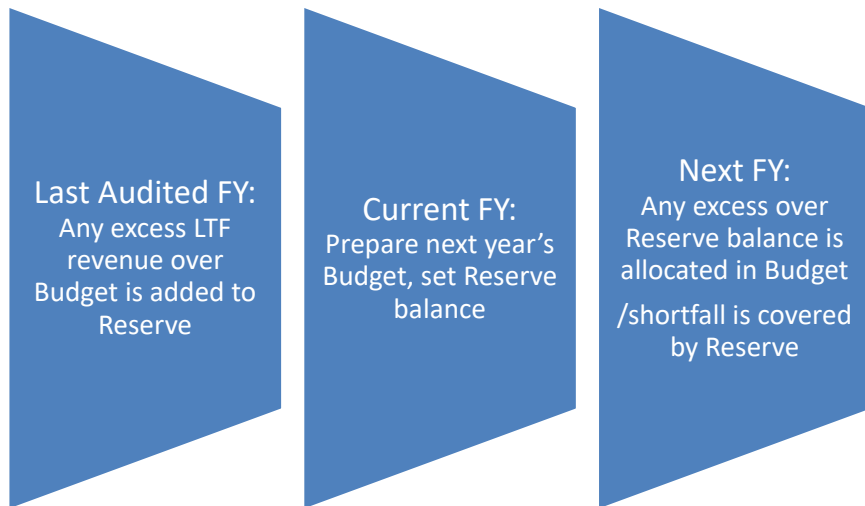 Last Audited FY:
Any excess LTF
revenue over
Budget is added to
Reserve
Current FY:
Prepare next year’s
Budget, set Reserve
balance
Next FY:
Any excess over
Reserve balance is
allocated in Budget
/shortfall is covered
by Reserve